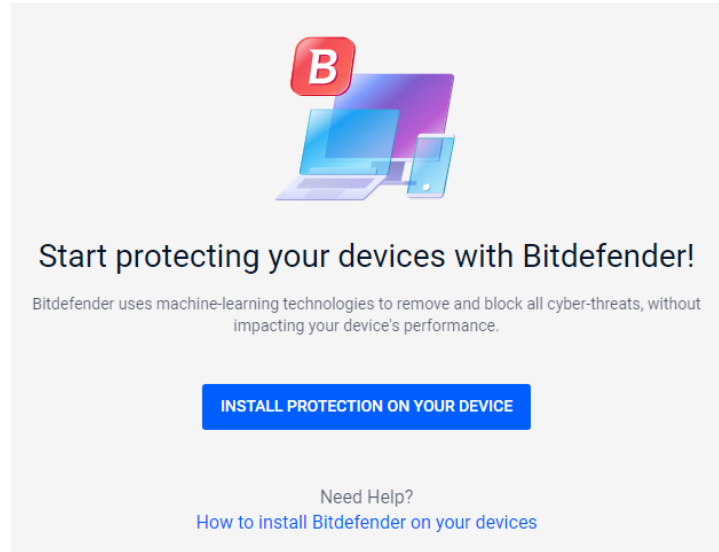 B
Start protecting your devices with Bitdefender!
Bitdefender uses machine-learning technologies to remove and block all cyber-threats, without
impacting your device's performance.
INSTALL PROTECTION ON YOUR DEVICE
Need Help?
How to install Bitdefender on your devices